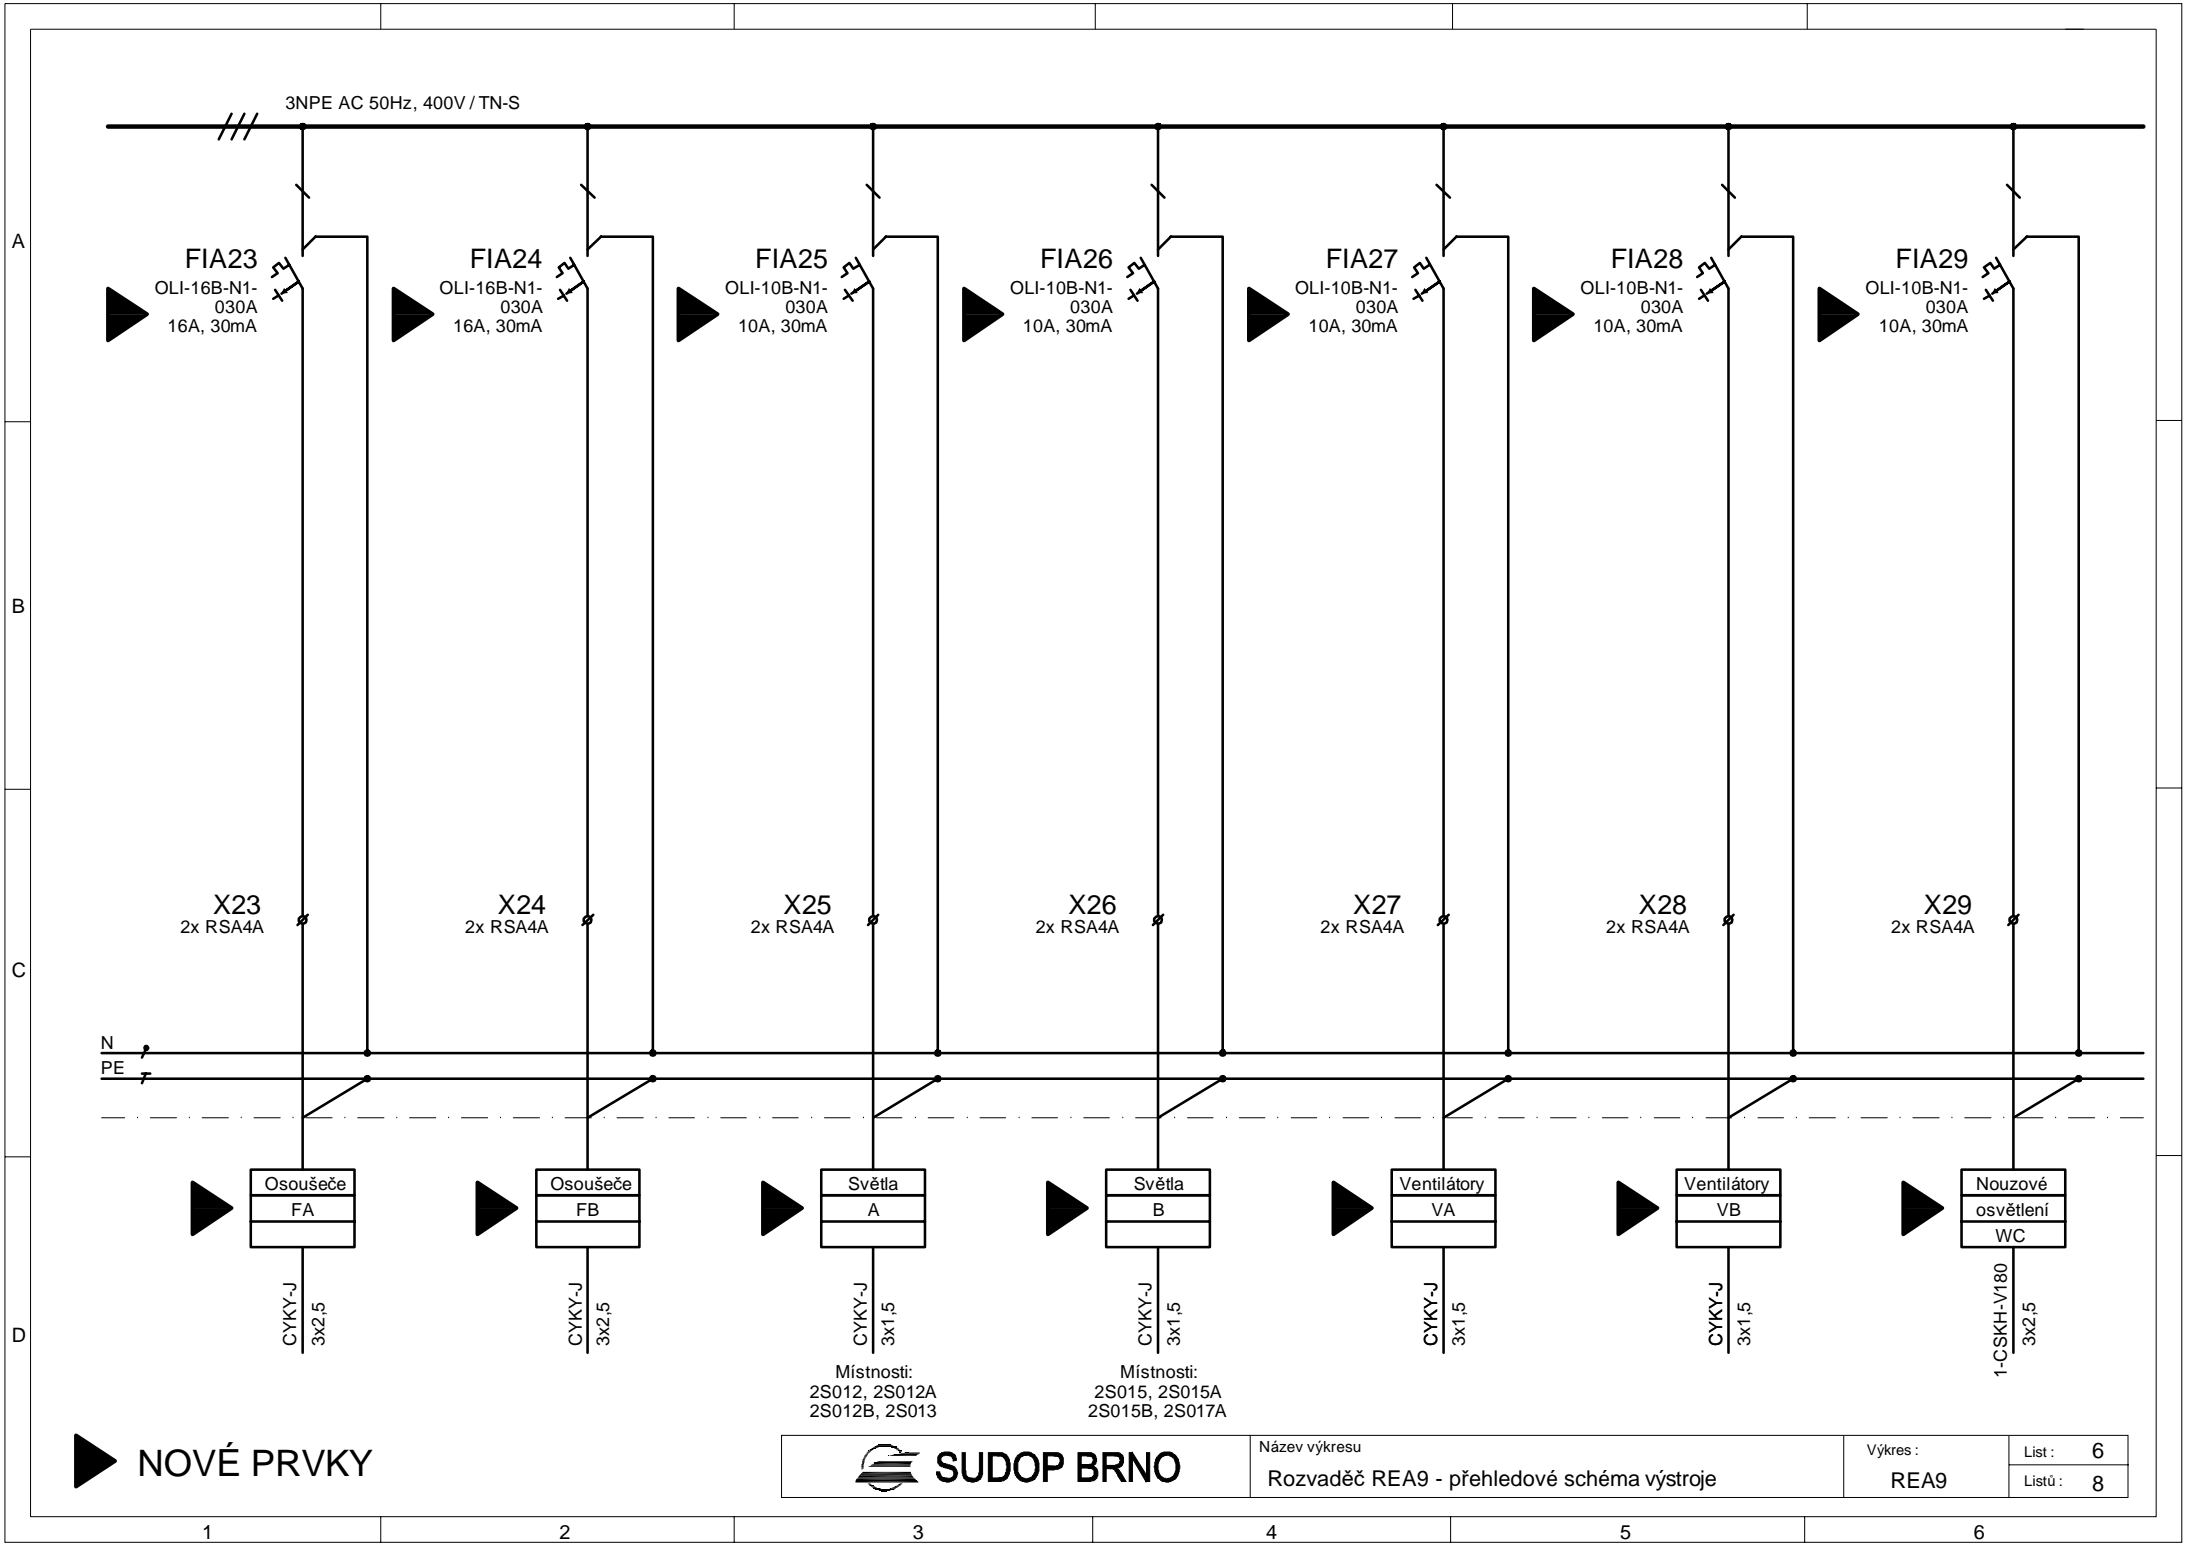 3NPE AC 50Hz, 400V / TN-S
A
FIA23
OLI-16B-N1-
030A
16A, 30mA
FIA24
OLI-16B-N1-
030A
16A, 30mA
FIA25
OLI-10B-N1-
030A
10A, 30mA
FIA26
OLI-10B-N1-
030A
10A, 30mA
FIA27
OLI-10B-N1-
030A
10A, 30mA
FIA28
OLI-10B-N1-
030A
10A, 30mA
FIA29
OLI-10B-N1-
030A
10A, 30mA
B
X23
2x RSA4A
X24
2x RSA4A
X25
2x RSA4A
X26
2x RSA4A
X27
2x RSA4A
X28
2x RSA4A
X29
2x RSA4A
C
N
PE
Osoušeče
FA
Osoušeče
FB
Světla
A
Světla
B
Ventilátory
VA
Ventilátory
VB
Nouzové
osvětlení
WC
D
CYKY-J
3x2,5
CYKY-J
3x2,5
CYKY-J
3x1,5
CYKY-J
3x1,5
CYKY-J
3x1,5
CYKY-J
3x1,5
1-CSKH-V180
3x2,5
Místnosti:
2S012, 2S012A
2S012B, 2S013
Místnosti:
2S015, 2S015A
2S015B, 2S017A
NOVÉ PRVKY
SUDOP BRNO
Název výkresu
Rozvaděč REA9 - přehledové schéma výstroje
Výkres :
REA9
List : 6
Listů : 8
1 2 3 4 5 6